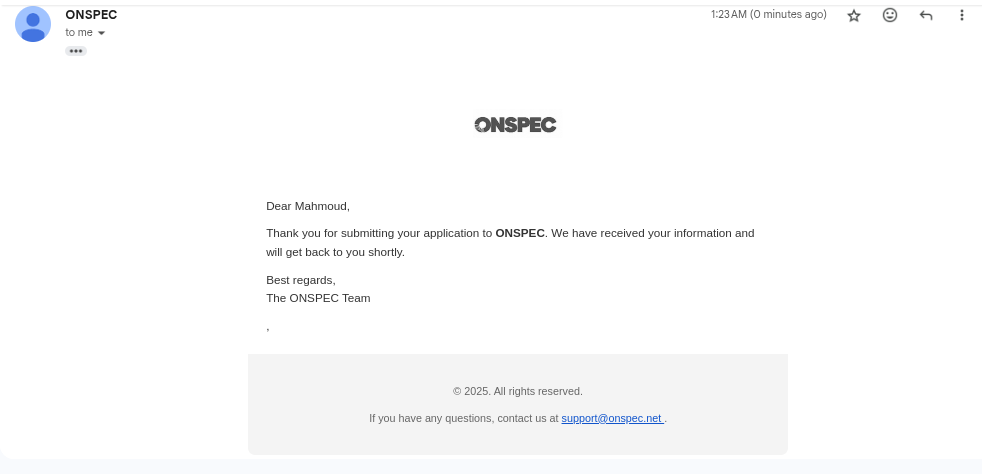 ONSPEC
1:23 AM (0 minutes ago)
to me
ONSPEC
Dear Mahmoud,
Thank you for submitting your application to ONSPEC. We have received your information and
will get back to you shortly.
Best regards,
The ONSPEC Team
,
© 2025. All rights reserved.
If you have any questions, contact us at support@onspec.net .